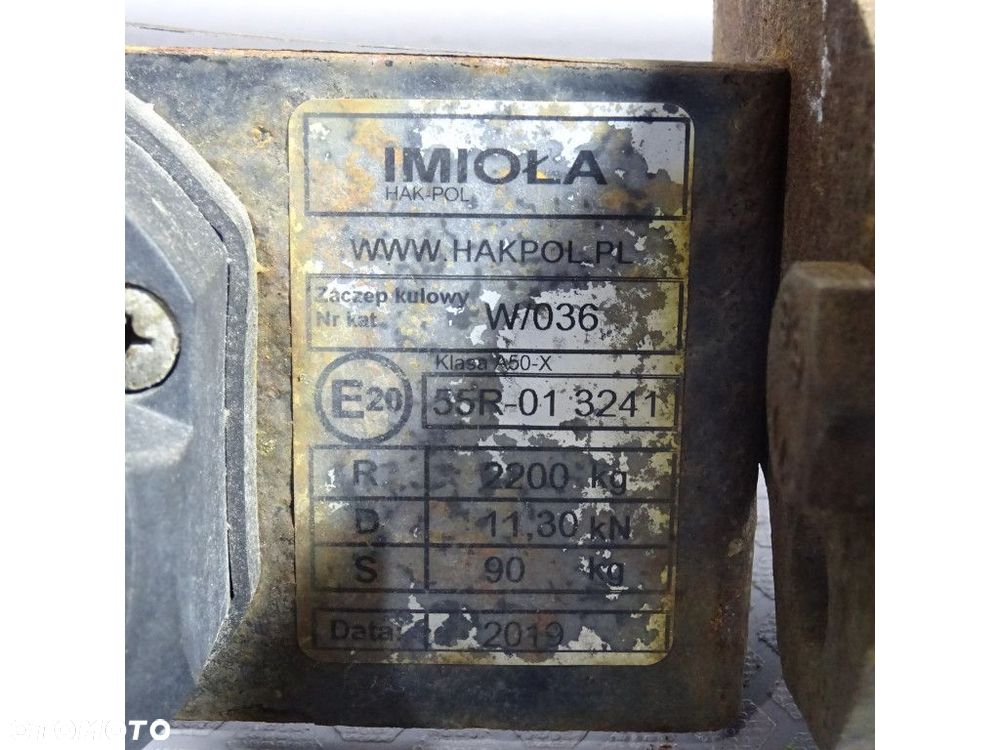 IMIOŁA
HAK-POL
WWW.HAKPOL.PL
Zaczep kulowy
Nr kat. W/036
Klasa A50-X
E20 55R-01 3241
R 2200 kg
D 11,30 kN
S 90 kg
Data: 2019
OTOMOTO